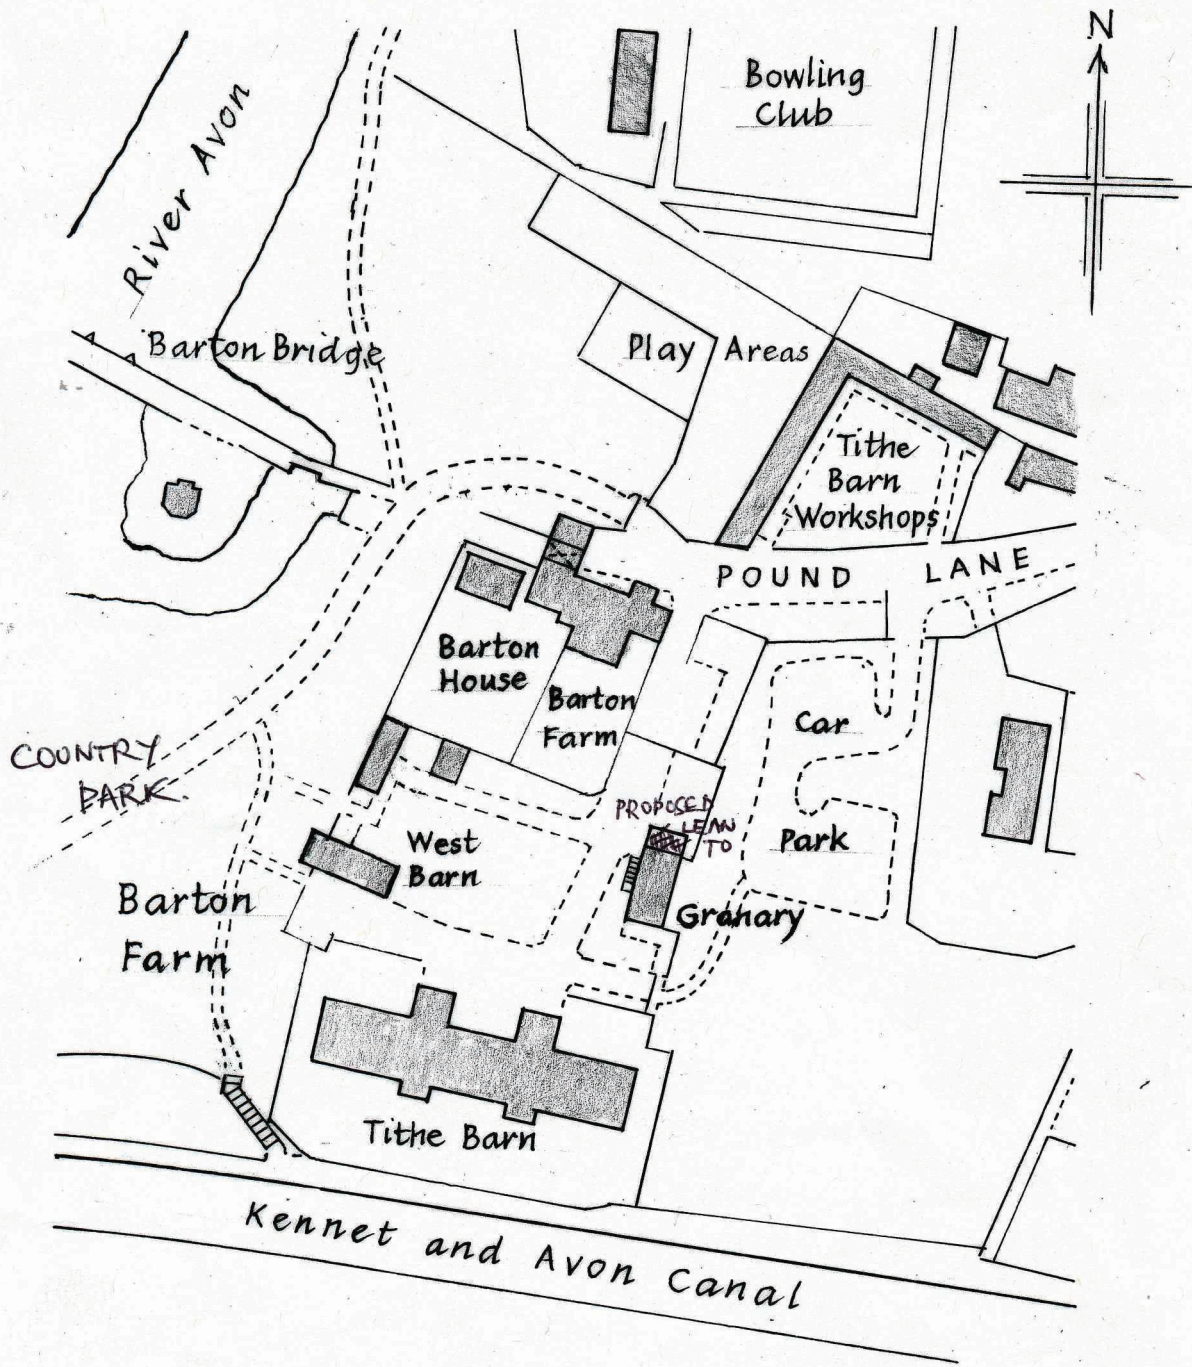 N
Bowling
Club
River Avon
Barton Bridge
Play Areas
Tithe
Barn
Workshops
POUND LANE
Barton
House
Barton
Farm
Car
Park
COUNTRY
PARK.
PROPOSED
LEAN
TO
West
Barn
Granary
Barton
Farm
Tithe Barn
Kennet and Avon Canal